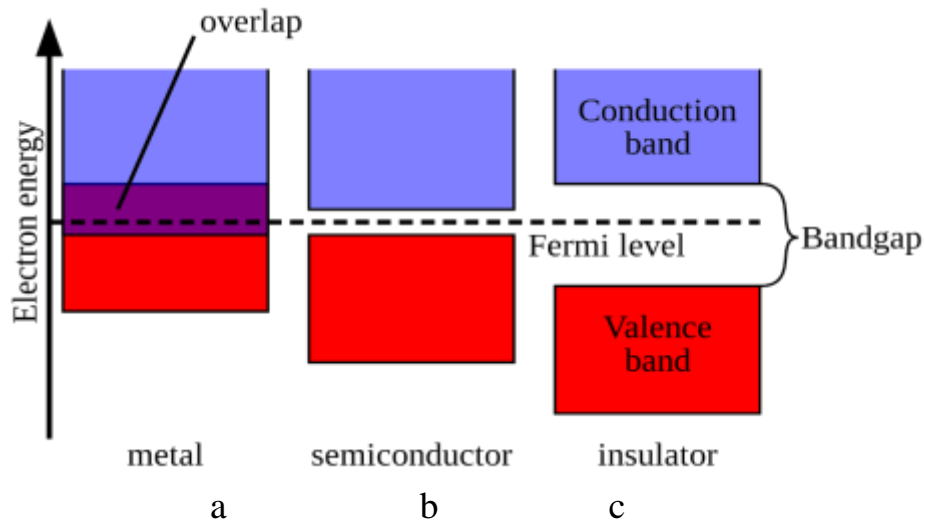 overlap
Electron energy
Conduction
band
Fermi level
Bandgap
Valence
band
metal semiconductor insulator
a b c